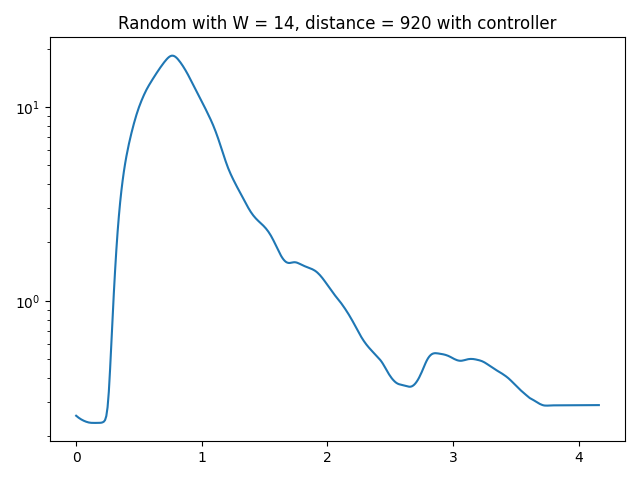 Random with W = 14, distance = 920 with controller
10¹
10⁰
0 1 2 3 4